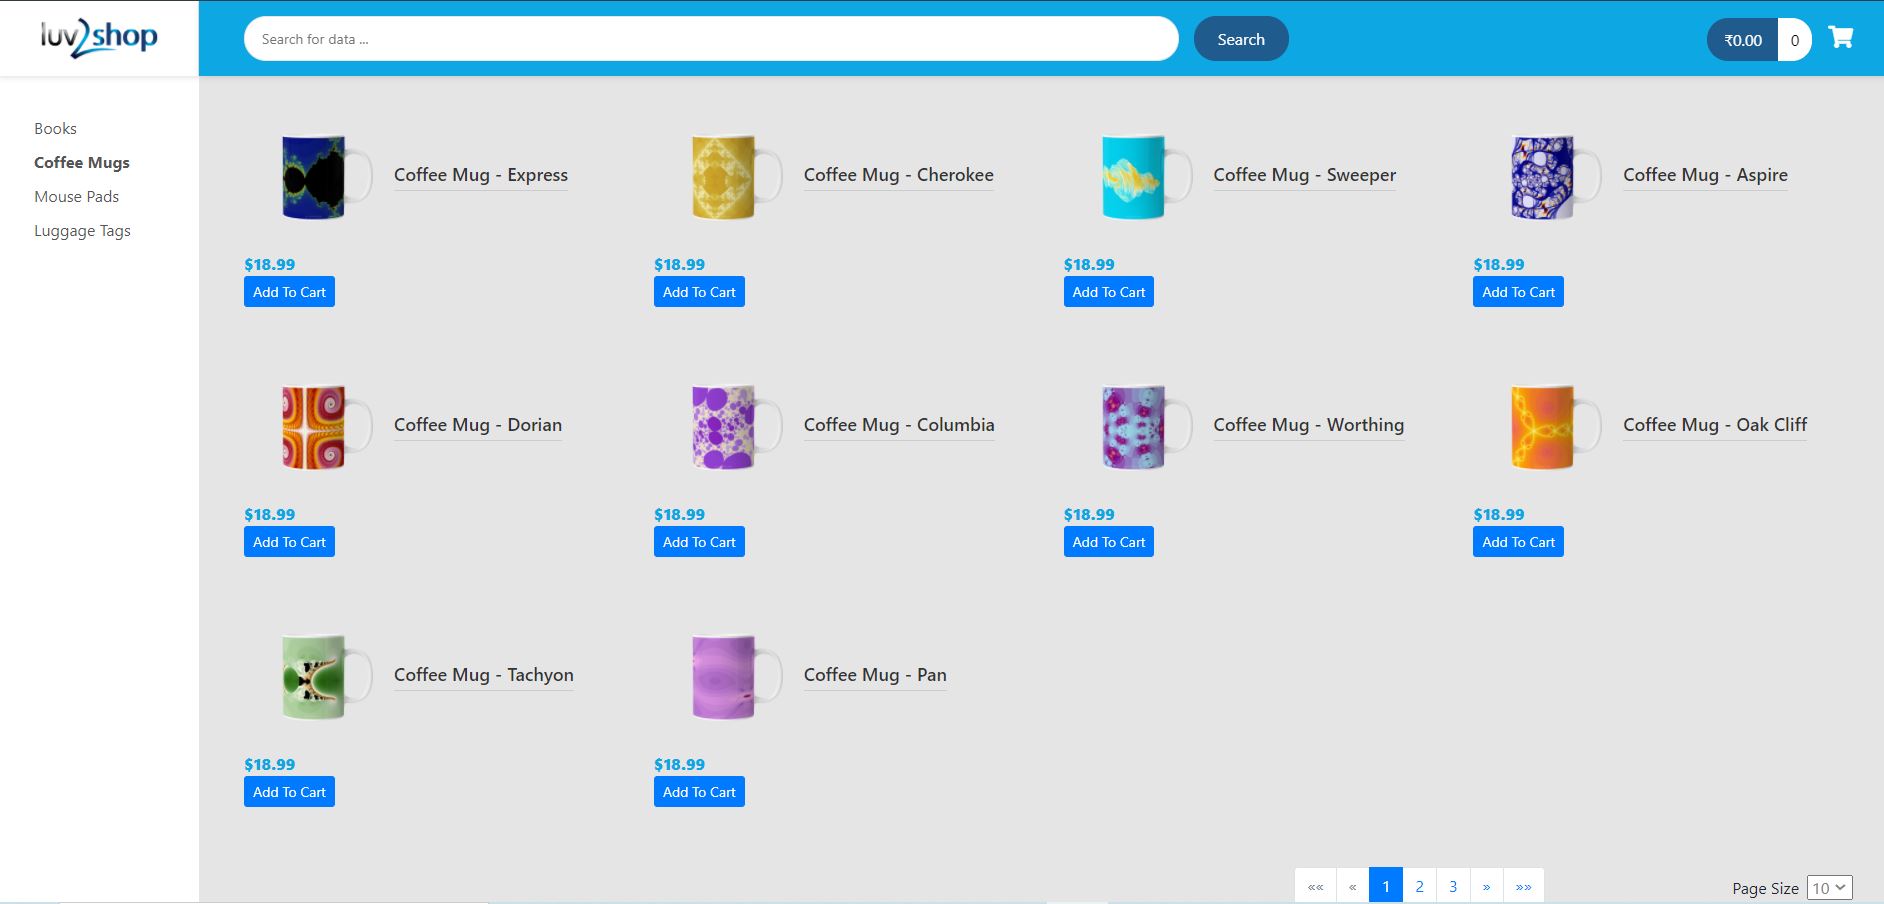 luv2shop
Search for data ...
Search
₹0.00 0
Books
Coffee Mugs
Mouse Pads
Luggage Tags
Coffee Mug - Express
$18.99
Add To Cart
Coffee Mug - Cherokee
$18.99
Add To Cart
Coffee Mug - Sweeper
$18.99
Add To Cart
Coffee Mug - Aspire
$18.99
Add To Cart
Coffee Mug - Dorian
$18.99
Add To Cart
Coffee Mug - Columbia
$18.99
Add To Cart
Coffee Mug - Worthing
$18.99
Add To Cart
Coffee Mug - Oak Cliff
$18.99
Add To Cart
Coffee Mug - Tachyon
$18.99
Add To Cart
Coffee Mug - Pan
$18.99
Add To Cart
«« « 1 2 3 » »»
Page Size 10